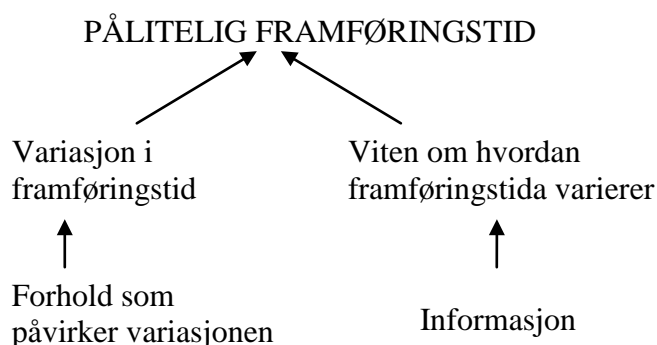 PÅLITELIG FRAMFØRINGSTID
Variasjon i
framføringstid
Viten om hvordan
framføringstida varierer
Forhold som
påvirker variasjonen
Informasjon